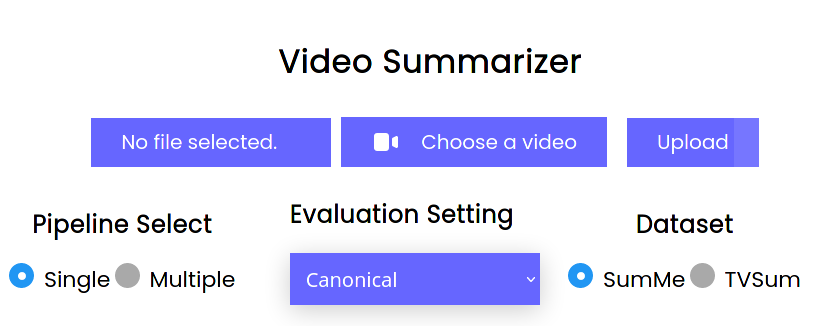 Video Summarizer
No file selected.
Choose a video
Upload
Pipeline Select
Evaluation Setting
Dataset
Single
Multiple
Canonical
SumMe
TVSum